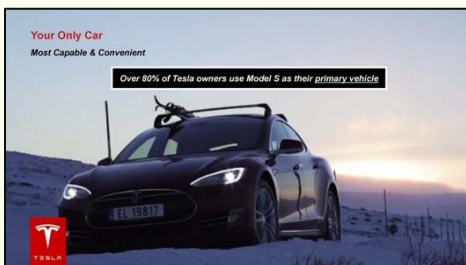 Your Only Car
Most Capable & Convenient
Over 80% of Tesla owners use Model S as their primary vehicle
EL 19817
TESLA